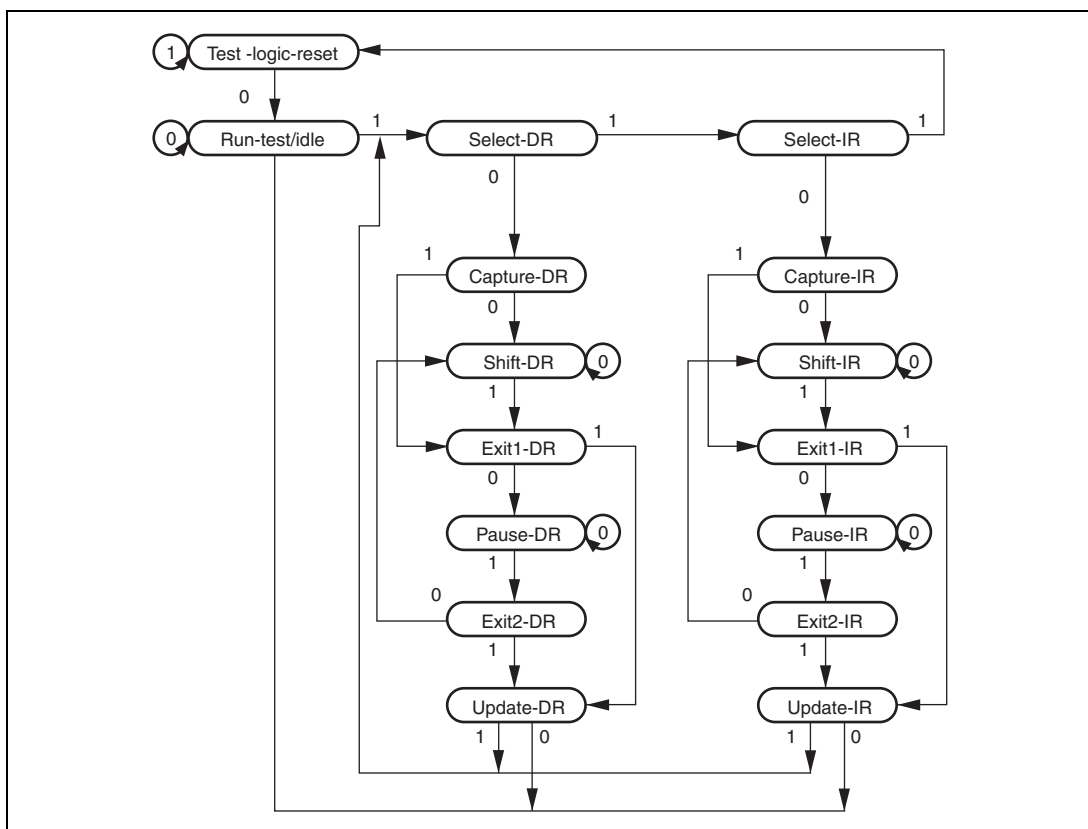 1 Test -logic-reset
0
0 Run-test/idle 1 Select-DR 1 Select-IR 1
0 0
1 Capture-DR 1 Capture-IR
0 0
Shift-DR 0 Shift-IR 0
1 1
Exit1-DR 1 Exit1-IR 1
0 0
Pause-DR 0 Pause-IR 0
1 1
0 Exit2-DR 0 Exit2-IR
1 1
Update-DR Update-IR
1 0 1 0